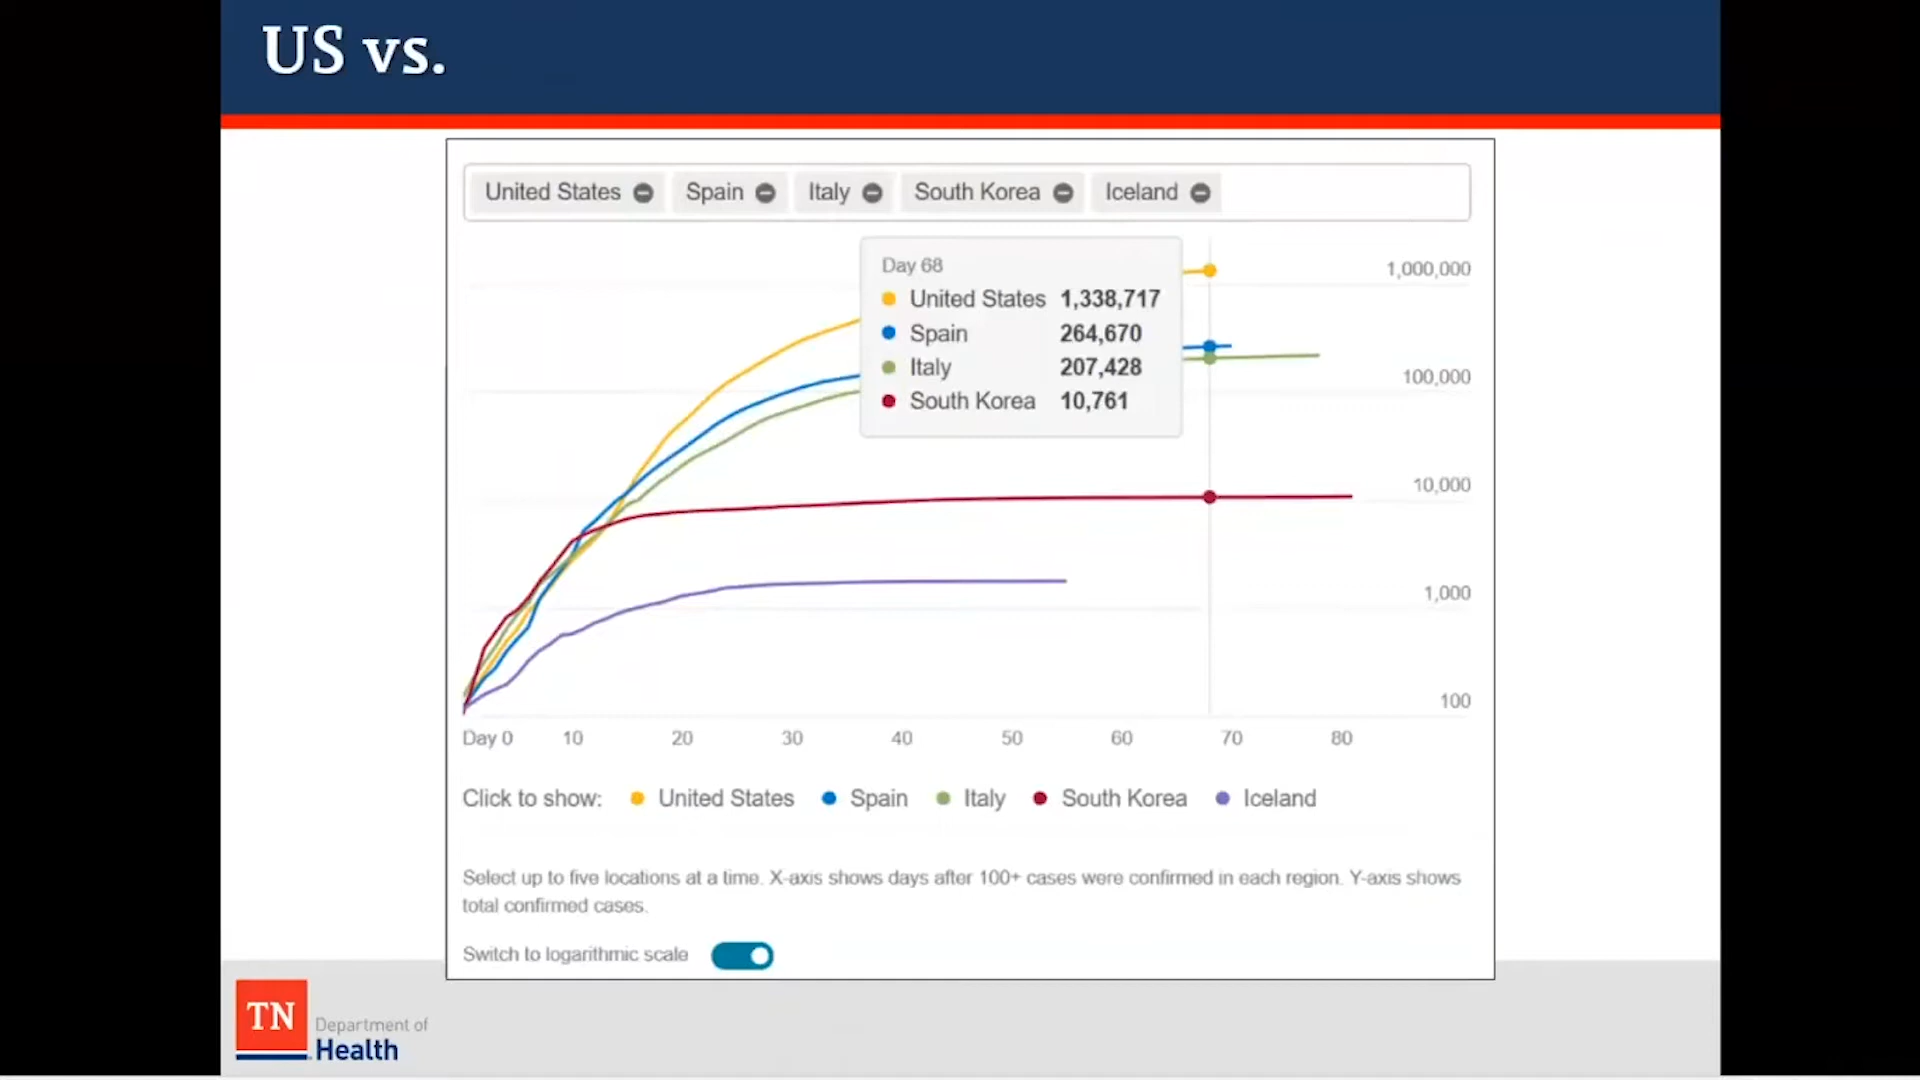 US vs.
United States Spain Italy South Korea Iceland
Day 68
United States 1,338,717
Spain 264,670
Italy 207,428
South Korea 10,761
1,000,000
100,000
10,000
1,000
100
Day 0 10 20 30 40 50 60 70 80
Click to show: United States Spain Italy South Korea Iceland
Select up to five locations at a time. X-axis shows days after 100+ cases were confirmed in each region. Y-axis shows
total confirmed cases.
Switch to logarithmic scale
TN
Department of
Health